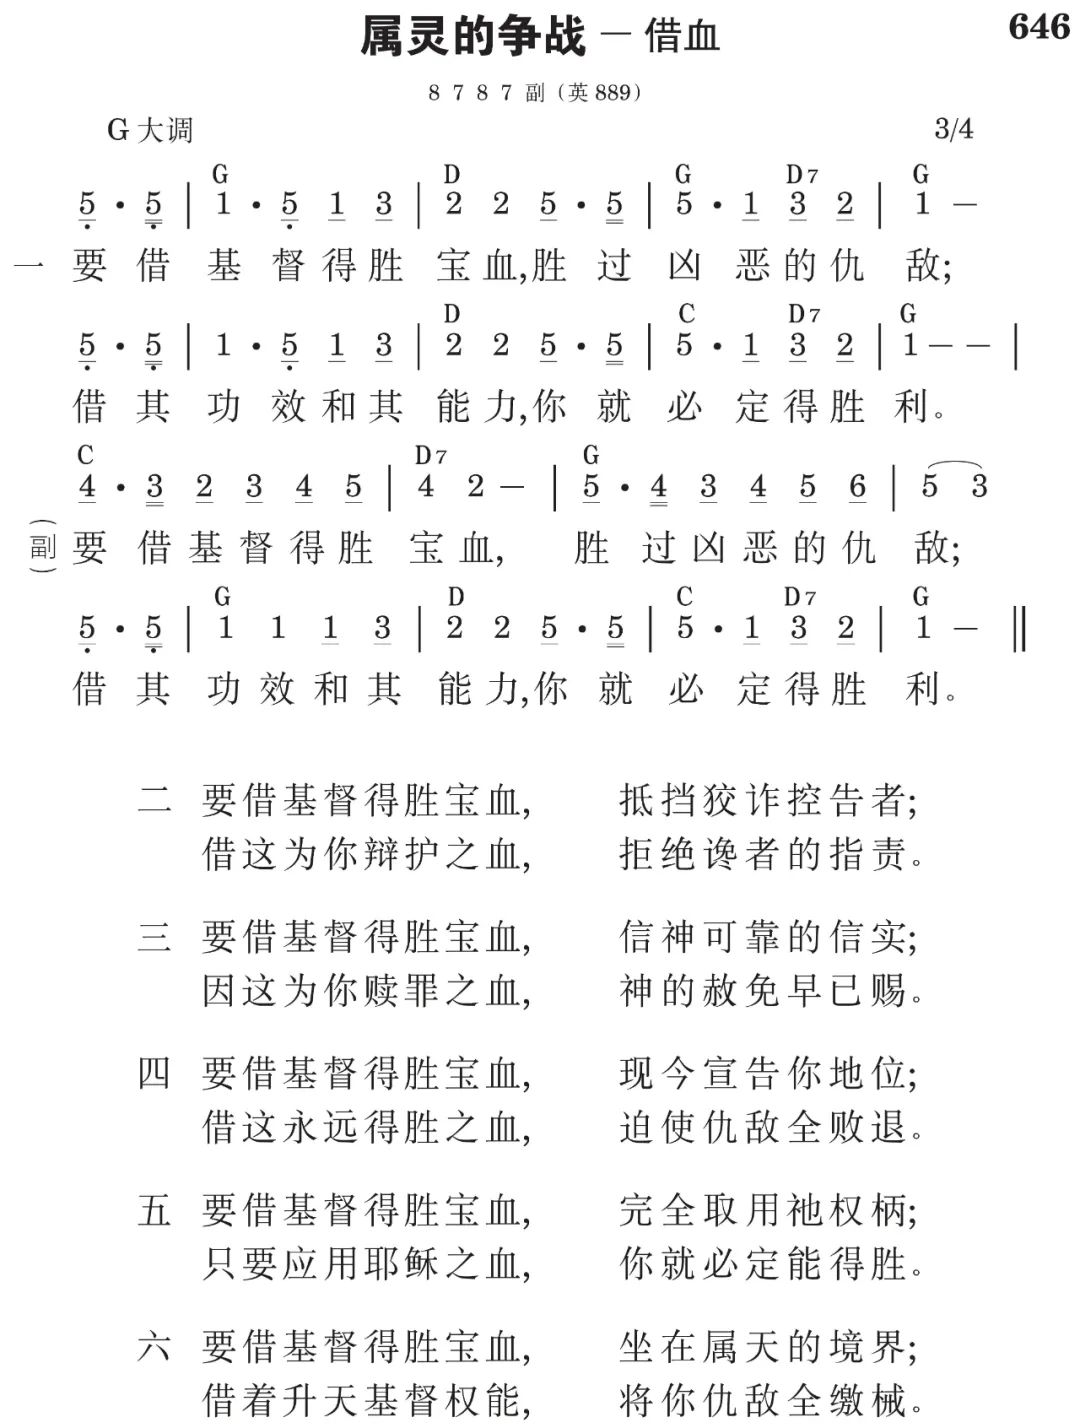 属灵的争战 — 借血
646
8 7 8 7 副（英 889）
G 大调 3/4
G D G D7 G
5 · 5 | 1 · 5 1 3 | 2 2 5 · 5 | 5 · 1 3 2 | 1 —
一 要借基督得胜宝血,胜过凶恶的仇敌;
D C D7 G
5 · 5 | 1 · 5 1 3 | 2 2 5 · 5 | 5 · 1 3 2 | 1 — — |
借其功效和其能力,你就必定得胜利。
C D7 G
4 · 3 2 3 4 5 | 4 2 — | 5 · 4 3 4 5 6 | 5 3
（副） 要借基督得胜宝血, 胜过凶恶的仇敌;
G D C D7 G
5 · 5 | 1 1 1 3 | 2 2 5 · 5 | 5 · 1 3 2 | 1 — ||
借其功效和其能力,你就必定得胜利。
二 要借基督得胜宝血, 抵挡狡诈控告者;
借这为你辩护之血, 拒绝谗者的指责。
三 要借基督得胜宝血, 信神可靠的信实;
因这为你赎罪之血, 神的赦免早已赐。
四 要借基督得胜宝血, 现今宣告你地位;
借这永远得胜之血, 迫使仇敌全败退。
五 要借基督得胜宝血, 完全取用祂权柄;
只要应用耶稣之血, 你就必定能得胜。
六 要借基督得胜宝血, 坐在属天的境界;
借着升天基督权能, 将你仇敌全缴械。